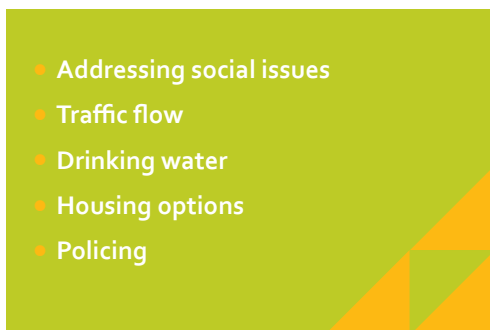 • Addressing social issues
• Traffic flow
• Drinking water
• Housing options
• Policing